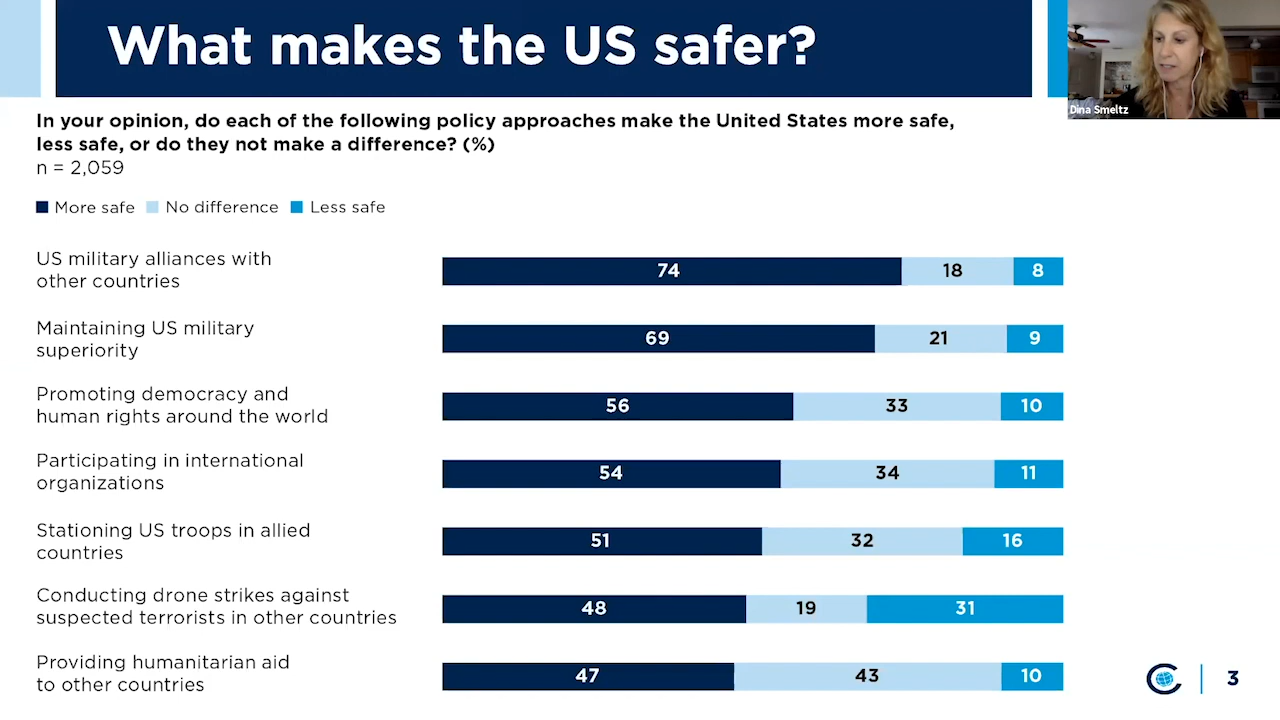 What makes the US safer?
Dina Smeltz
In your opinion, do each of the following policy approaches make the United States more safe,
less safe, or do they not make a difference? (%)
n = 2,059
More safe No difference Less safe
US military alliances with
other countries
74 18 8
Maintaining US military
superiority
69 21 9
Promoting democracy and
human rights around the world
56 33 10
Participating in international
organizations
54 34 11
Stationing US troops in allied
countries
51 32 16
Conducting drone strikes against
suspected terrorists in other countries
48 19 31
Providing humanitarian aid
to other countries
47 43 10
3